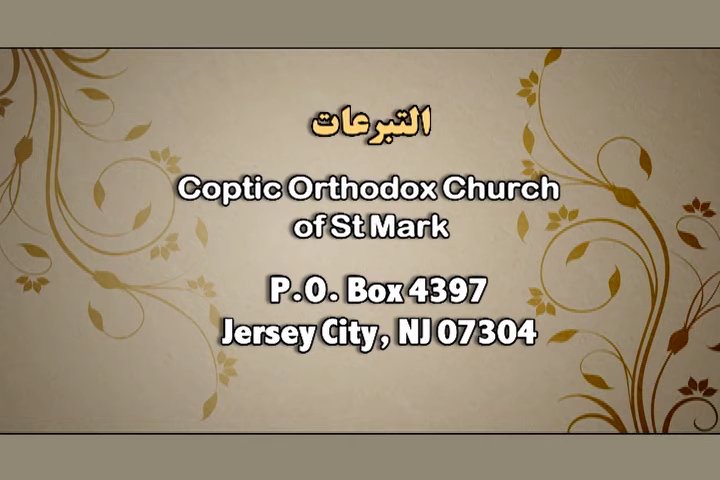 التبرعات
Coptic Orthodox Church
of St Mark
P.O. Box 4397
Jersey City, NJ 07304